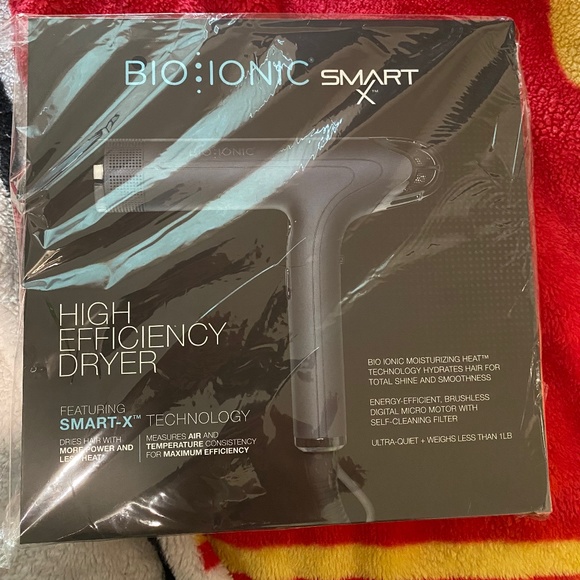 BIO:IONIC SMART X™
BIO:IONIC
HIGH
EFFICIENCY
DRYER
FEATURING
SMART-X™ TECHNOLOGY
DRIES HAIR WITH
MORE POWER AND
LESS HEAT*
MEASURES AIR AND
TEMPERATURE CONSISTENCY
FOR MAXIMUM EFFICIENCY
BIO IONIC MOISTURIZING HEAT™
TECHNOLOGY HYDRATES HAIR FOR
TOTAL SHINE AND SMOOTHNESS
ENERGY-EFFICIENT, BRUSHLESS
DIGITAL MICRO MOTOR WITH
SELF-CLEANING FILTER
ULTRA-QUIET + WEIGHS LESS THAN 1LB